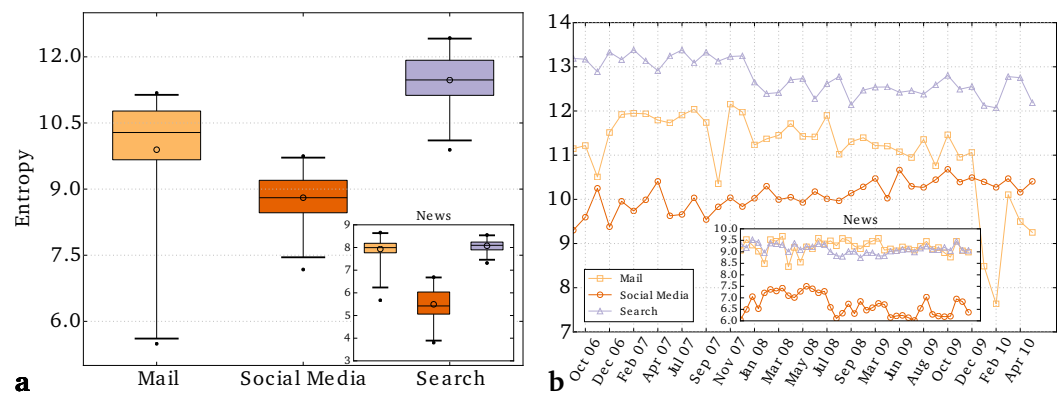 Entropy
12.0
10.5
9.0
7.5
6.0
Mail
Social Media
Search
News
9
8
7
6
5
4
3
a
14
13
12
11
10
9
8
7
News
10.0
9.5
9.0
8.5
8.0
7.5
7.0
6.5
6.0
Mail
Social Media
Search
Oct 06
Dec 06
Feb 07
Apr 07
Jul 07
Sep 07
Nov 07
Jan 08
Mar 08
May 08
Jul 08
Sep 08
Mar 09
Jun 09
Aug 09
Oct 09
Dec 09
Feb 10
Apr 10
b